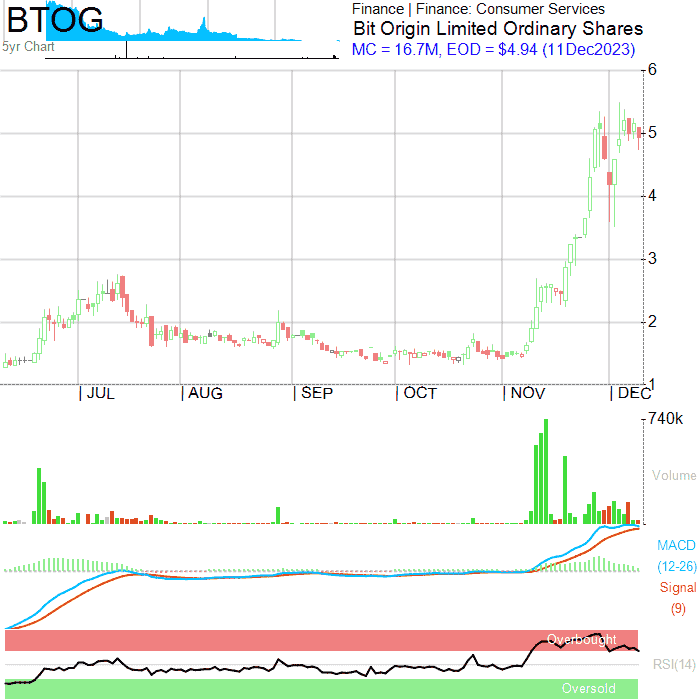 BTOG
5yr Chart
Finance | Finance: Consumer Services
Bit Origin Limited Ordinary Shares
MC = 16.7M, EOD = $4.94 (11Dec2023)
6
5
4
3
2
1
JUL AUG SEP OCT NOV DEC
740k
Volume
MACD
(12-26)
Signal
(9)
Overbought
RSI(14)
Oversold